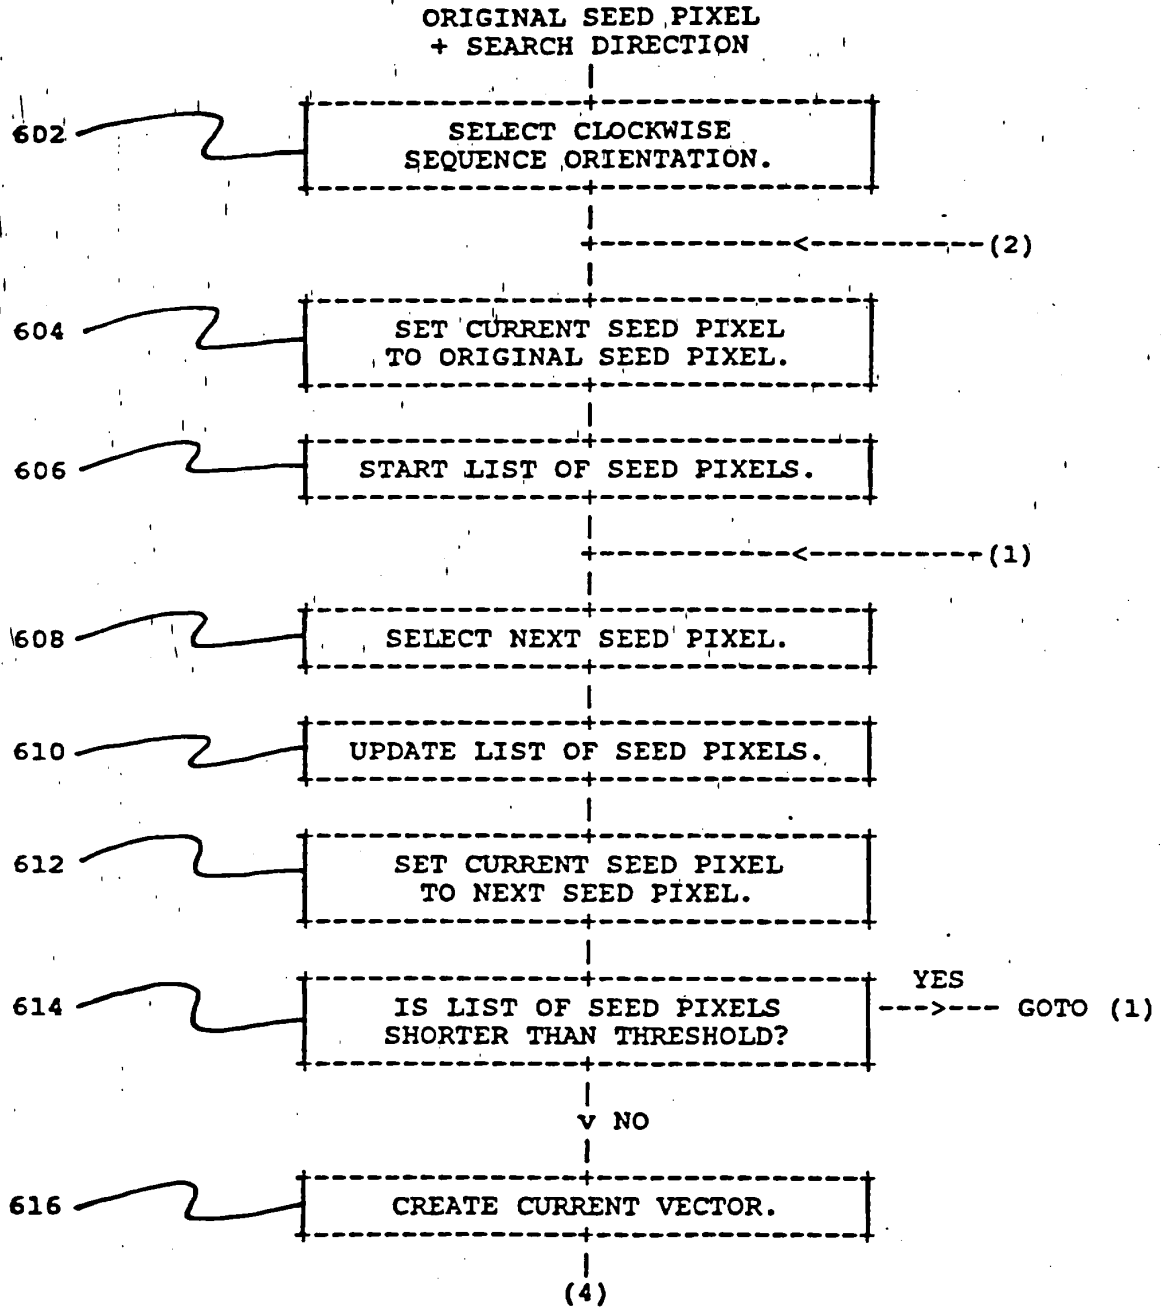 ORIGINAL SEED PIXEL
+ SEARCH DIRECTION
602
SELECT CLOCKWISE
SEQUENCE ORIENTATION.
(2)
604
SET CURRENT SEED PIXEL
TO ORIGINAL SEED PIXEL.
606
START LIST OF SEED PIXELS.
(1)
608
SELECT NEXT SEED PIXEL.
610
UPDATE LIST OF SEED PIXELS.
612
SET CURRENT SEED PIXEL
TO NEXT SEED PIXEL.
YES
614
IS LIST OF SEED PIXELS
SHORTER THAN THRESHOLD?
GOTO (1)
NO
616
CREATE CURRENT VECTOR.
(4)